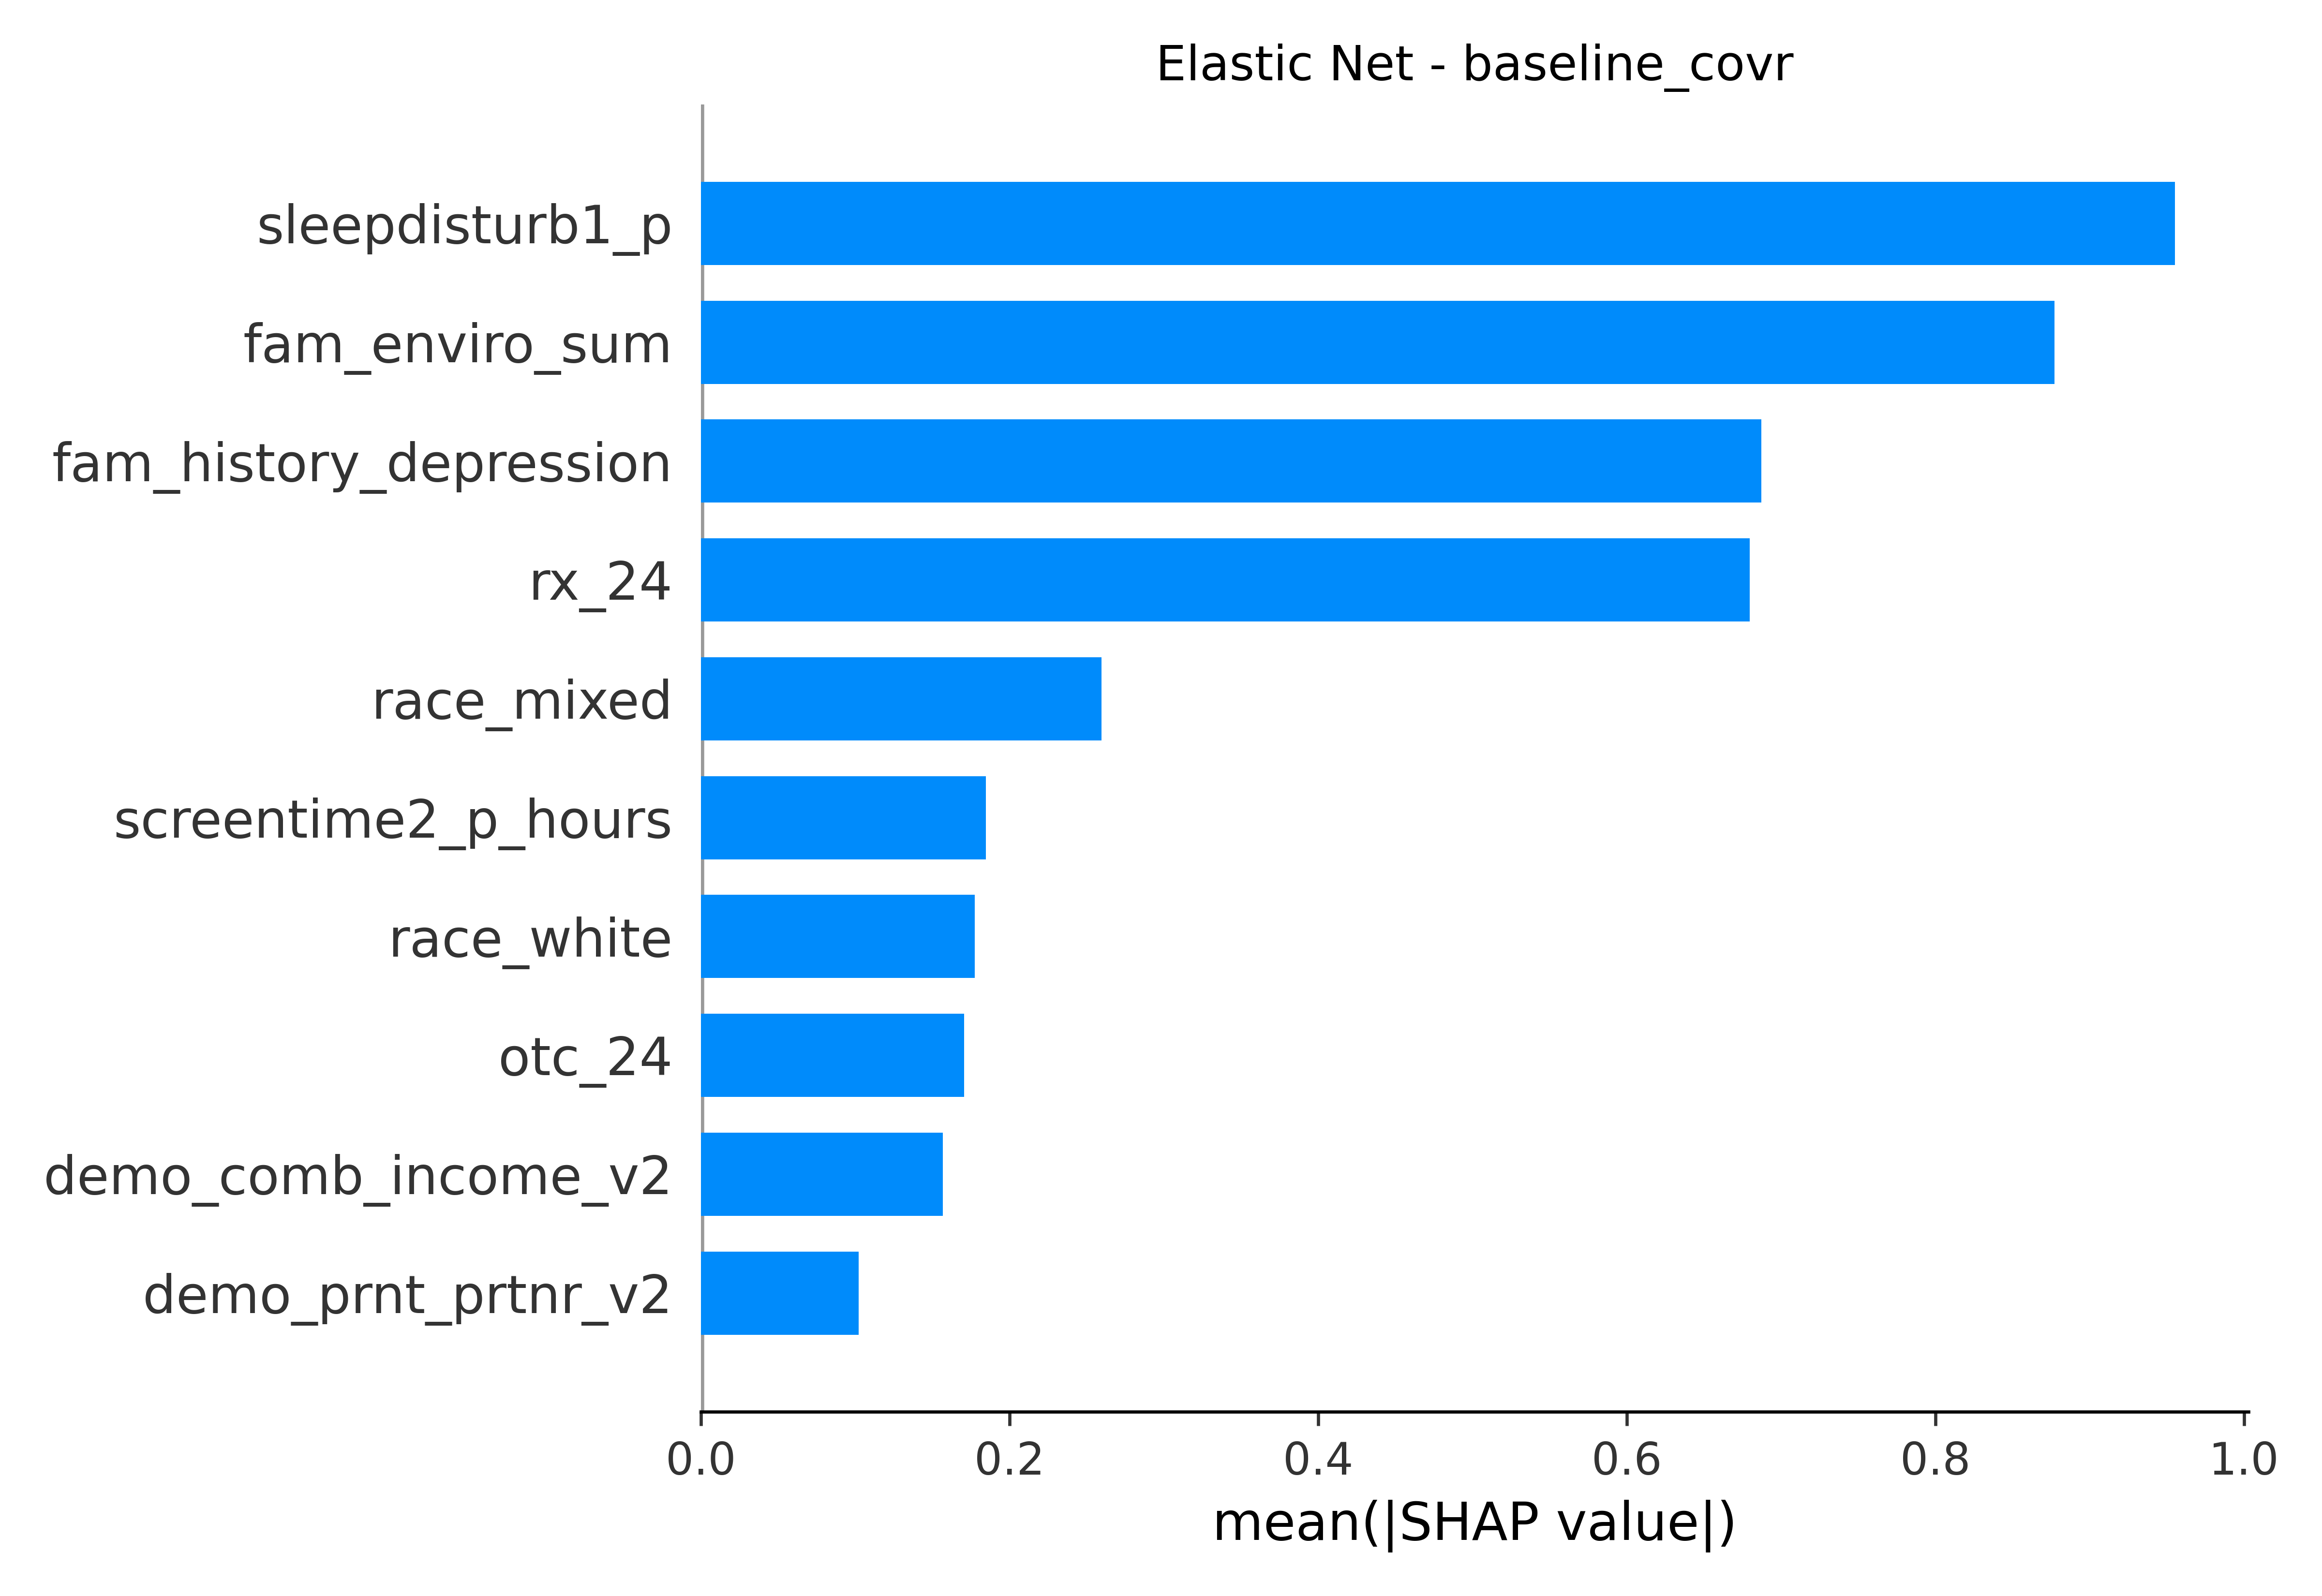 Elastic Net - baseline_covr
sleepdisturb1_p
fam_enviro_sum
fam_history_depression
rx_24
race_mixed
screentime2_p_hours
race_white
otc_24
demo_comb_income_v2
demo_prnt_prtnr_v2
0.0 0.2 0.4 0.6 0.8 1.0
mean(|SHAP value|)